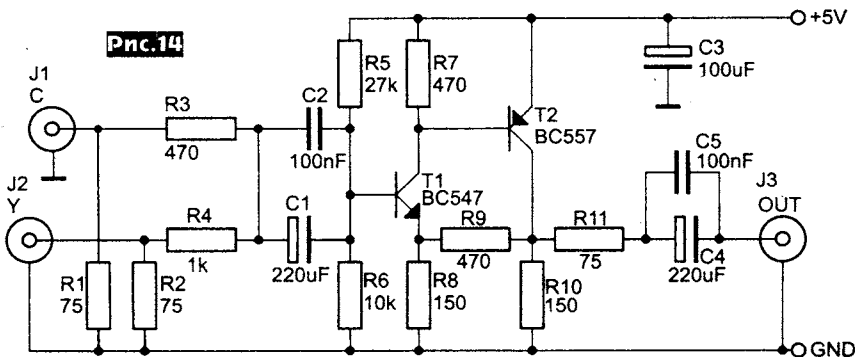 +5V
Рис.14
J1
C
R3
470
C2
100nF
R5
27k
R7
470
C3
100uF
T2
BC557
J2
Y
R4
1k
C1
220uF
T1
BC547
R9
470
R11
75
C5
100nF
J3
OUT
C4
220uF
R1
75
R2
75
R6
10k
R8
150
R10
150
GND